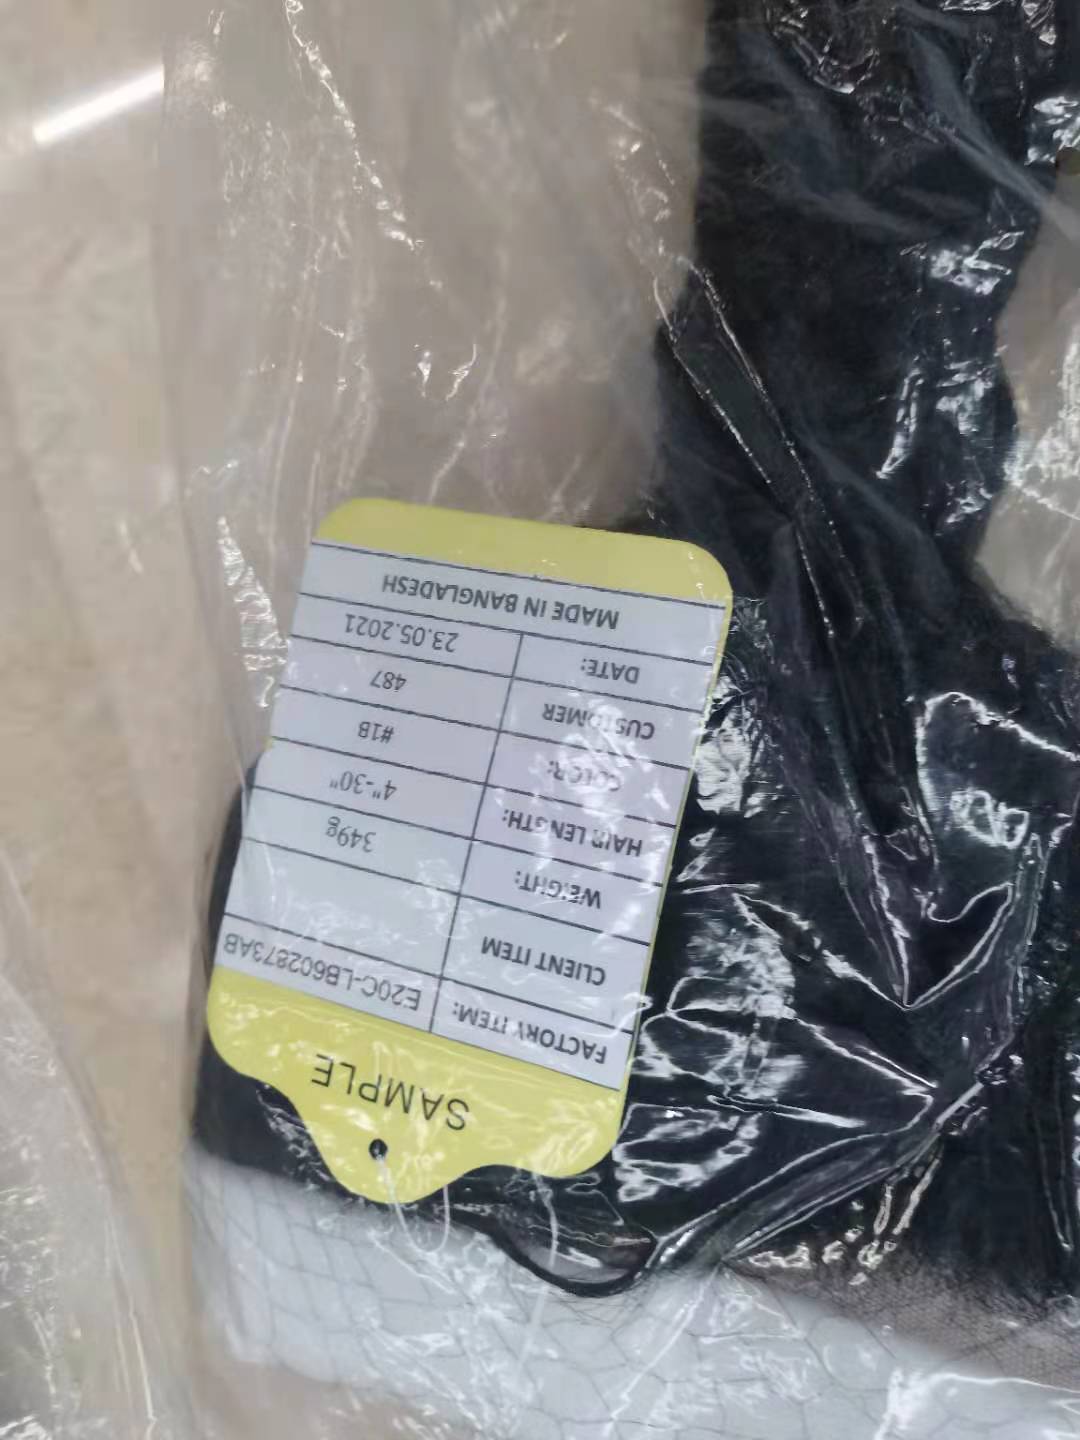 SAMPLE
FACTORY ITEM: E20C-LB602873AB
CLIENT ITEM
WEIGHT: 349g
HAIR LENGTH: 4"-30"
COLOR: #1B
CUSTOMER 487
DATE: 23.05.2021
MADE IN BANGLADESH